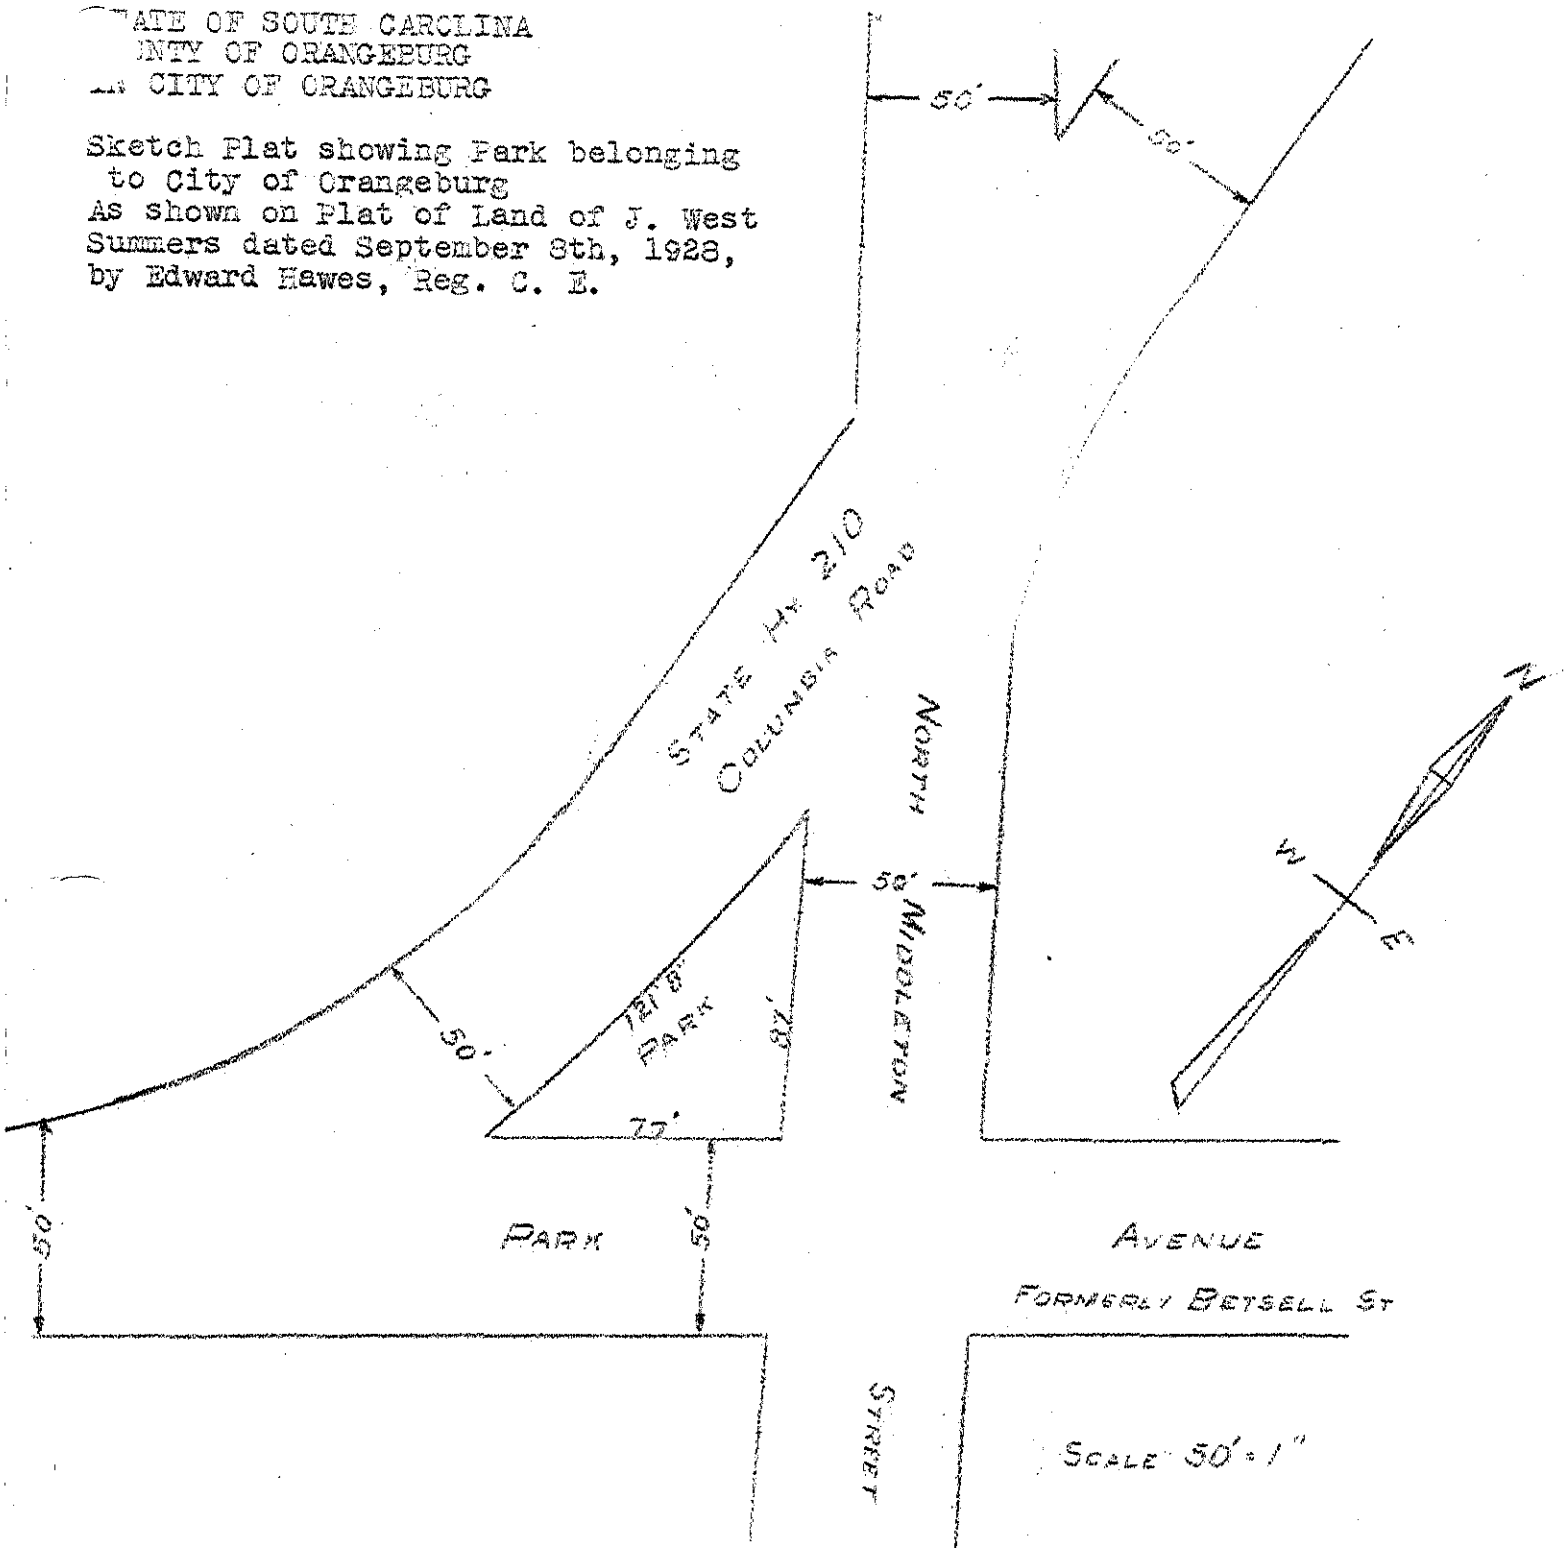 ATE OF SOUTH CAROLINA
NTY OF ORANGEBURG
CITY OF ORANGEBURG
Sketch Plat showing Park belonging
to City of Orangeburg
As shown on Plat of Land of J. West
Summers dated September 8th, 1928,
by Edward Hawes, Reg. C. E.
50'
50'
STATE HY 210
COLUMBIA ROAD
NORTH MIDDLETON STREET
N
W
E
50'
121'8"
PARK
78'
77'
50'
50'
50'
PARK AVENUE
FORMERLY BETSELL ST
SCALE 50' = 1"